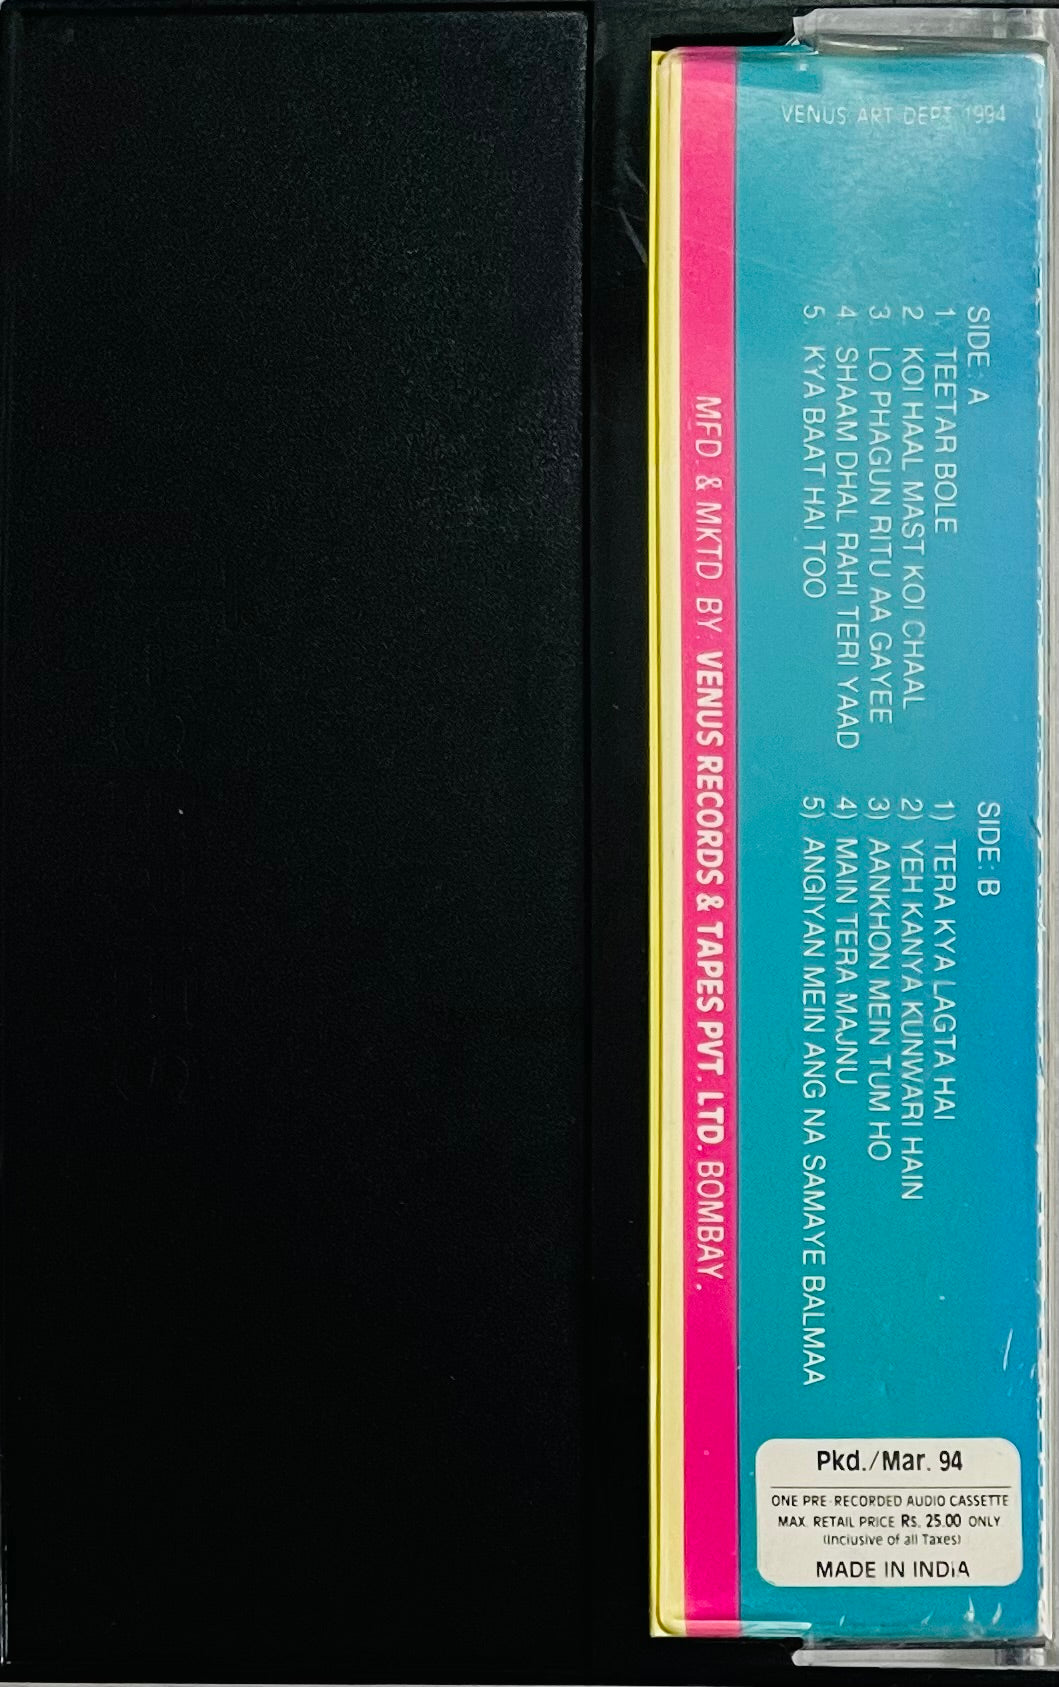 VENUS ART DEPT 1994
SIDE : A
1. TEETAR BOLE
2. KOI HAAL MAST KOI CHAAL
3. LO PHAGUN RITU AA GAYEE
4. SHAAM DHAL RAHI TERI YAAD
5. KYA BAAT HAI TOO
SIDE: B
1) TERA KYA LAGTA HAI
2) YEH KANYA KUNWARI HAIN
3) AANKHON MEIN TUM HO
4) MAIN TERA MAJNU
5) ANGIYAN MEIN ANG NA SAMAYE BALMAA
MFD. & MKTD. BY. VENUS RECORDS & TAPES PVT. LTD. BOMBAY.
Pkd./Mar. 94
ONE PRE-RECORDED AUDIO CASSETTE
MAX. RETAIL PRICE Rs. 25.00 ONLY
(Inclusive of all Taxes)
MADE IN INDIA